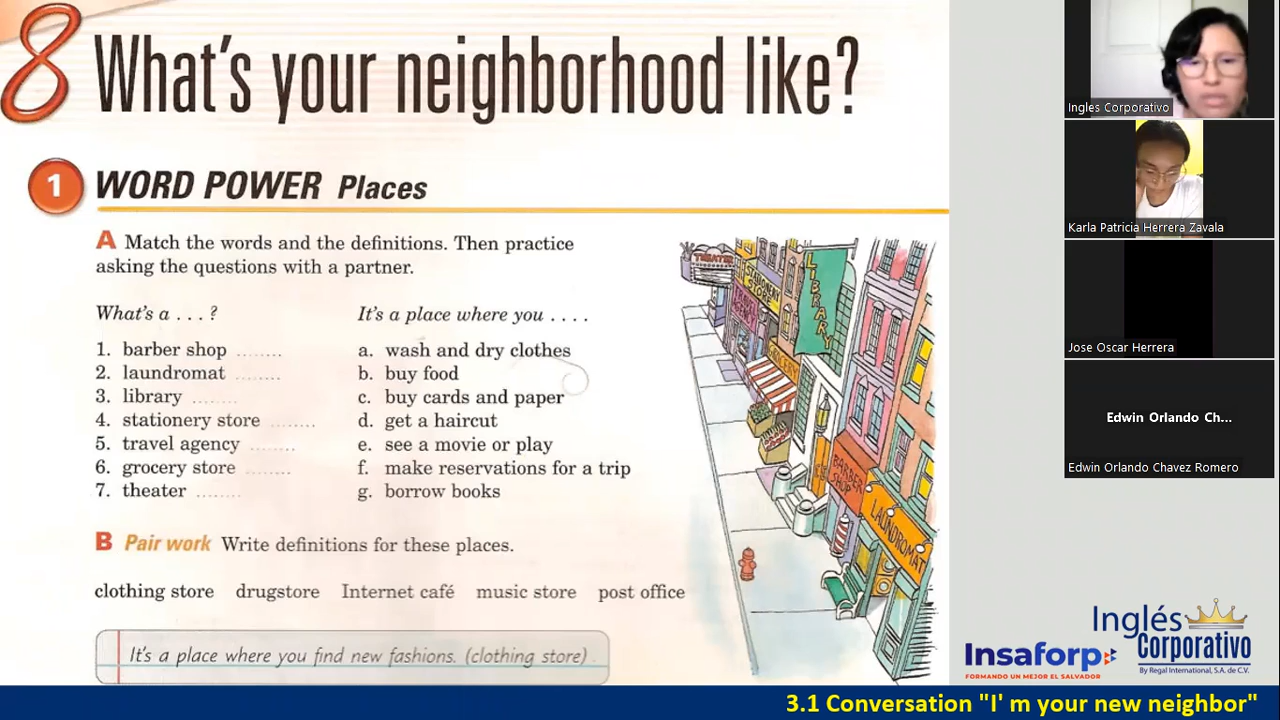 8 What's your neighborhood like?
1 WORD POWER Places
A Match the words and the definitions. Then practice
asking the questions with a partner.
What's a . . . ?
1. barber shop ........
2. laundromat ........
3. library ........
4. stationery store ........
5. travel agency ........
6. grocery store ........
7. theater ........
It's a place where you . . . .
a. wash and dry clothes
b. buy food
c. buy cards and paper
d. get a haircut
e. see a movie or play
f. make reservations for a trip
g. borrow books
B Pair work Write definitions for these places.
clothing store drugstore Internet café music store post office
It's a place where you find new fashions. (clothing store)
THEATER
STATIONERY
STORE
TRAVEL
AGENCY
LIBRARY
GROCERY
BARBER
SHOP
LAUNDROMAT
Ingles Corporativo
Karla Patricia Herrera Zavala
Jose Oscar Herrera
Edwin Orlando Ch...
Edwin Orlando Chavez Romero
Insaforp
FORMANDO UN MEJOR EL SALVADOR
Inglés
Corporativo
By Regal International, S.A. de C.V.
3.1 Conversation "I' m your new neighbor"